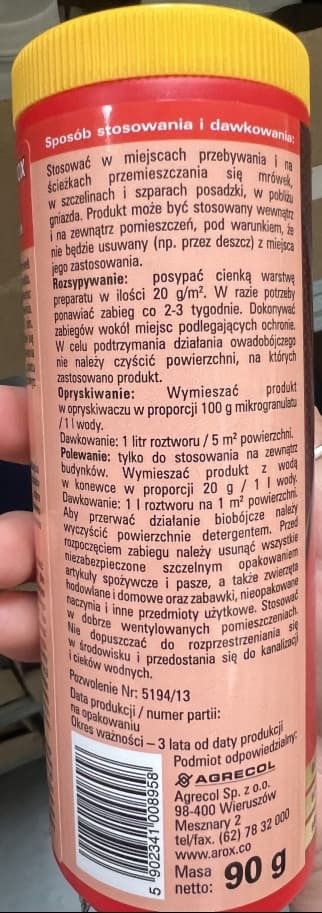 Sposób stosowania i dawkowania:
Stosować w miejscach przebywania i na
ścieżkach przemieszczania się mrówek,
w szczelinach i szparach posadzki, w pobliżu
gniazda. Produkt może być stosowany wewnątrz
i na zewnątrz pomieszczeń, pod warunkiem, że
nie będzie usuwany (np. przez deszcz) z miejsca
jego zastosowania.
Rozsypywanie: posypać cienką warstwę
preparatu w ilości 20 g/m². W razie potrzeby
ponawiać zabieg co 2-3 tygodnie. Dokonywać
zabiegów wokół miejsc podlegających ochronie.
W celu podtrzymania działania owadobójczego
nie należy czyścić powierzchni, na których
zastosowano produkt.
Opryskiwanie: Wymieszać produkt
w opryskiwaczu w proporcji 100 g mikrogranulatu
/ 1 l wody.
Dawkowanie: 1 litr roztworu / 5 m² powierzchni.
Polewanie: tylko do stosowania na zewnątrz
budynków. Wymieszać produkt z wodą
w konewce w proporcji 20 g / 1 l wody.
Dawkowanie: 1 l roztworu na 1 m² powierzchni.
Aby przerwać działanie biobójcze należy
wyczyścić powierzchnie detergentem. Przed
rozpoczęciem zabiegu należy usunąć wszystkie
niezabezpieczone szczelnym opakowaniem
artykuły spożywcze i pasze, a także zwierzęta
hodowlane i domowe oraz zabawki, nieopakowane
naczynia i inne przedmioty użytkowe. Stosować
w dobrze wentylowanych pomieszczeniach.
Nie dopuszczać do rozprzestrzeniania się
w środowisku i przedostania się do kanalizacji
i cieków wodnych.
Pozwolenie Nr: 5194/13
Data produkcji / numer partii:
na opakowaniu
Okres ważności – 3 lata od daty produkcji
Podmiot odpowiedzialny:
AGRECOL
Agrecol Sp. z o.o.
98-400 Wieruszów
Mesznary 2
tel/fax. (62) 78 32 000
www.arox.co
Masa
netto: 90 g
5 902341 008958